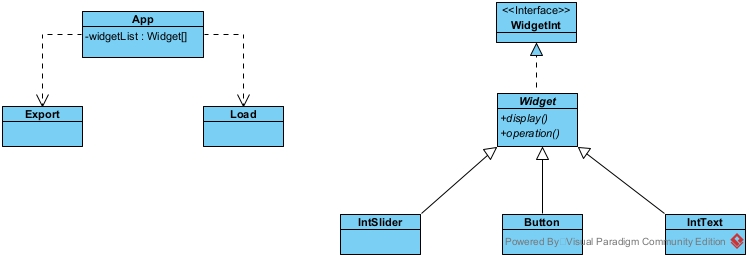 App
-widgetList : Widget[]
Export
Load
<<Interface>>
WidgetInt
Widget
+display()
+operation()
IntSlider
Button
IntText
Powered By Visual Paradigm Community Edition